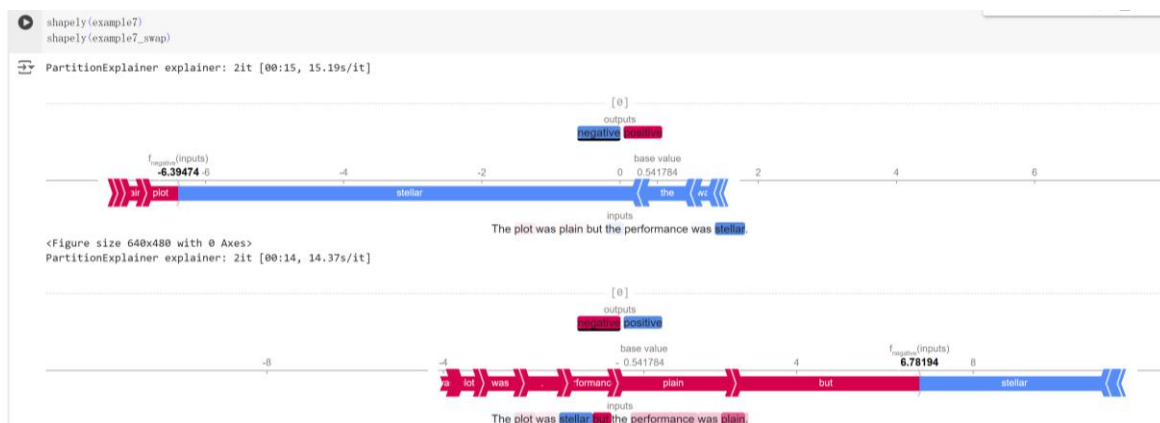 shapely(example7)
shapely(example7_swap)
PartitionExplainer explainer: 2it [00:15, 15.19s/it]
[0]
outputs
negative positive
f_negative(inputs) base value
-6.39474 -6 -4 -2 0 0.541784 2 4 6
plot stellar the
inputs
The plot was plain but the performance was stellar.
<Figure size 640x480 with 0 Axes>
PartitionExplainer explainer: 2it [00:14, 14.37s/it]
[0]
outputs
negative positive
base value f_negative(inputs)
-8 -4 0.541784 4 6.78194 8
lot was . formanc plain but stellar
inputs
The plot was stellar but the performance was plain.